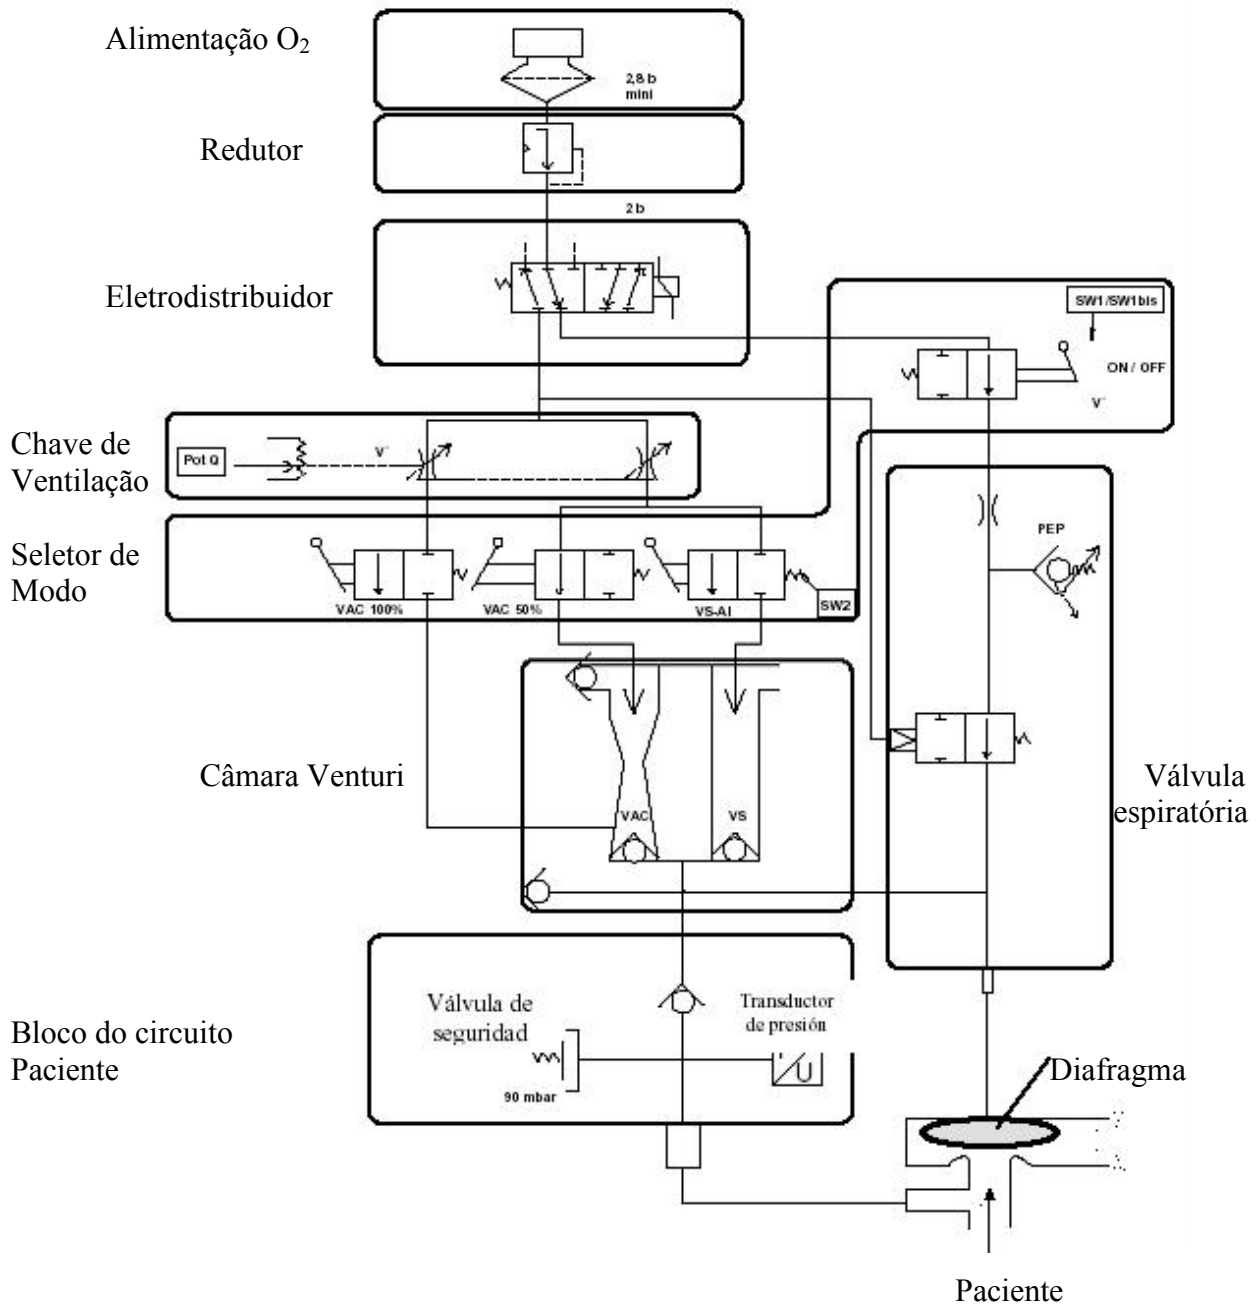 Alimentação O₂
2,8 b
mini
Redutor
2 b
Eletrodistribuidor
SW1/SW1bis
ON / OFF
V'
Chave de
Ventilação
Pot Q
V'
Seletor de
Modo
VAC 100%
VAC 50%
VS-AI
SW2
PEP
Câmara Venturi
VAC
VS
Válvula
espiratória
Bloco do circuito
Paciente
Válvula de
seguridad
90 mbar
Transductor
de presión
U
Diafragma
Paciente